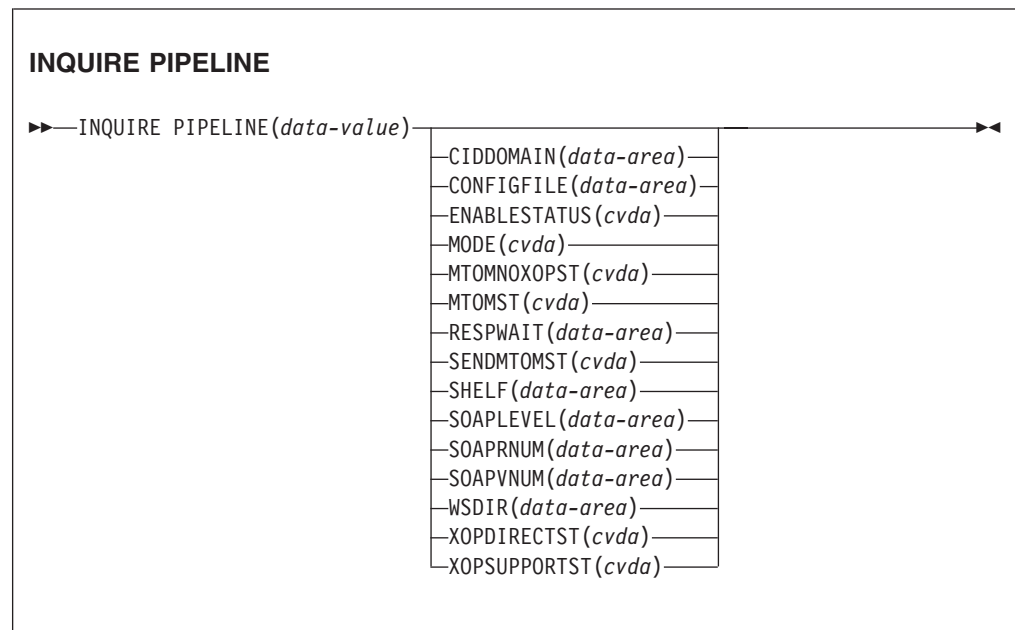 INQUIRE PIPELINE
INQUIRE PIPELINE(data-value)
CIDDOMAIN(data-area)
CONFIGFILE(data-area)
ENABLESTATUS(cvda)
MODE(cvda)
MTOMNOXOPST(cvda)
MTOMST(cvda)
RESPWAIT(data-area)
SENDMTOMST(cvda)
SHELF(data-area)
SOAPLEVEL(data-area)
SOAPRNUM(data-area)
SOAPVNUM(data-area)
WSDIR(data-area)
XOPDIRECTST(cvda)
XOPSUPPORTST(cvda)